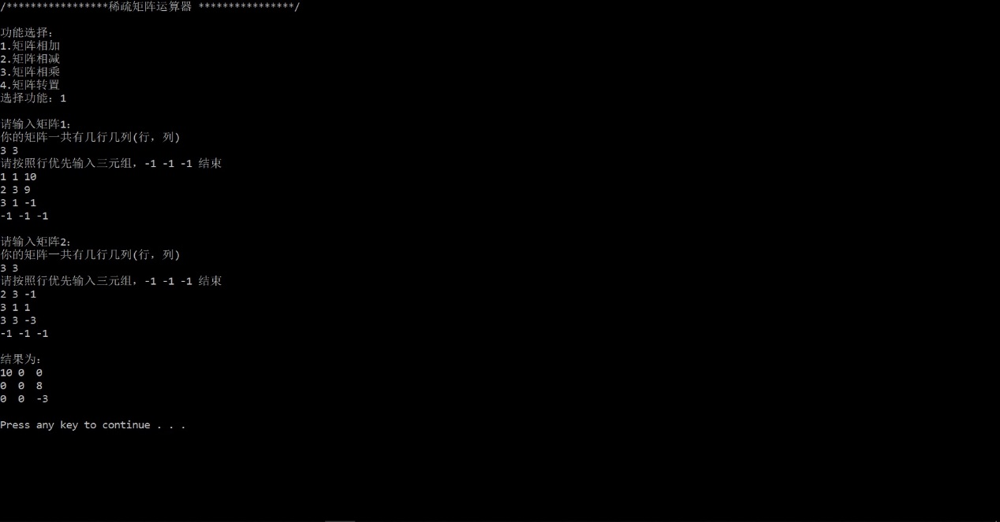 /*****************稀疏矩阵运算器 ****************/
功能选择：
1.矩阵相加
2.矩阵相减
3.矩阵相乘
4.矩阵转置
选择功能：1
请输入矩阵1：
你的矩阵一共有几行几列(行，列)
3 3
请按照行优先输入三元组，-1 -1 -1 结束
1 1 10
2 3 9
3 1 -1
-1 -1 -1
请输入矩阵2：
你的矩阵一共有几行几列(行，列)
3 3
请按照行优先输入三元组，-1 -1 -1 结束
2 3 -1
3 1 1
3 3 -3
-1 -1 -1
结果为：
10 0  0
0  0  8
0  0  -3
Press any key to continue . . .